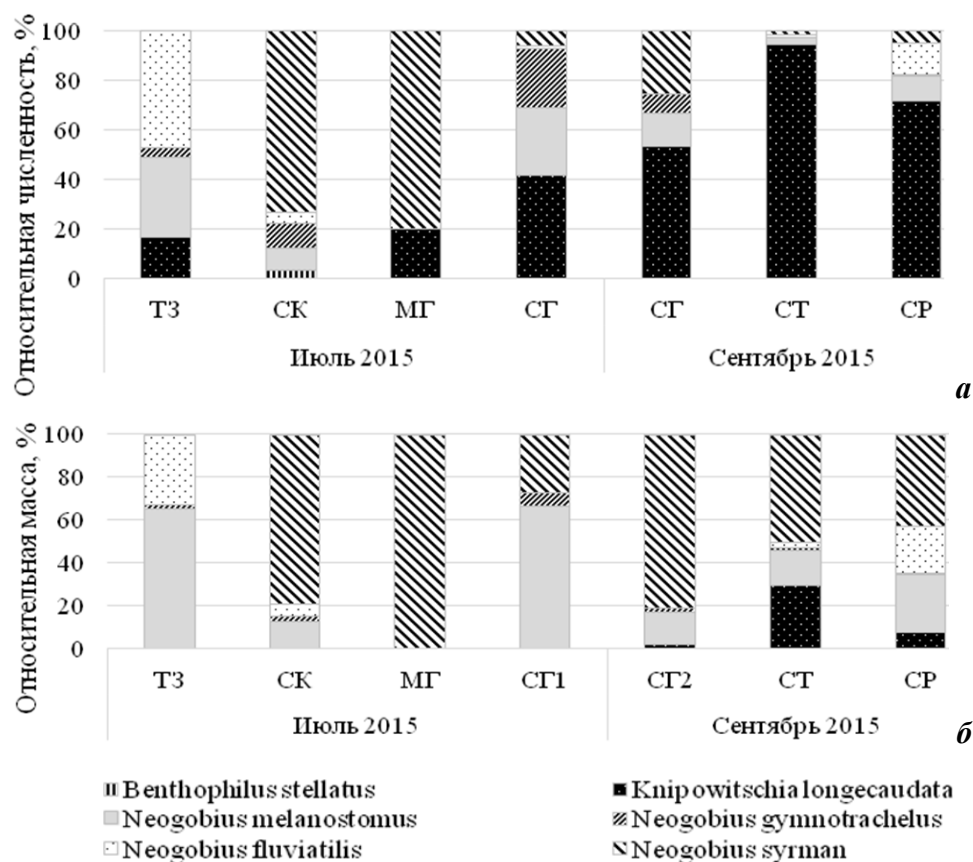 Относительная численность, %
100
80
60
40
20
0
ТЗ СК МГ СГ СГ СТ СР
Июль 2015 Сентябрь 2015
а
Относительная масса, %
100
80
60
40
20
0
ТЗ СК МГ СГ1 СГ2 СТ СР
Июль 2015 Сентябрь 2015
б
Benthophilus stellatus Knipowitschia longecaudata
Neogobius melanostomus Neogobius gymnotrachelus
Neogobius fluviatilis Neogobius syrman